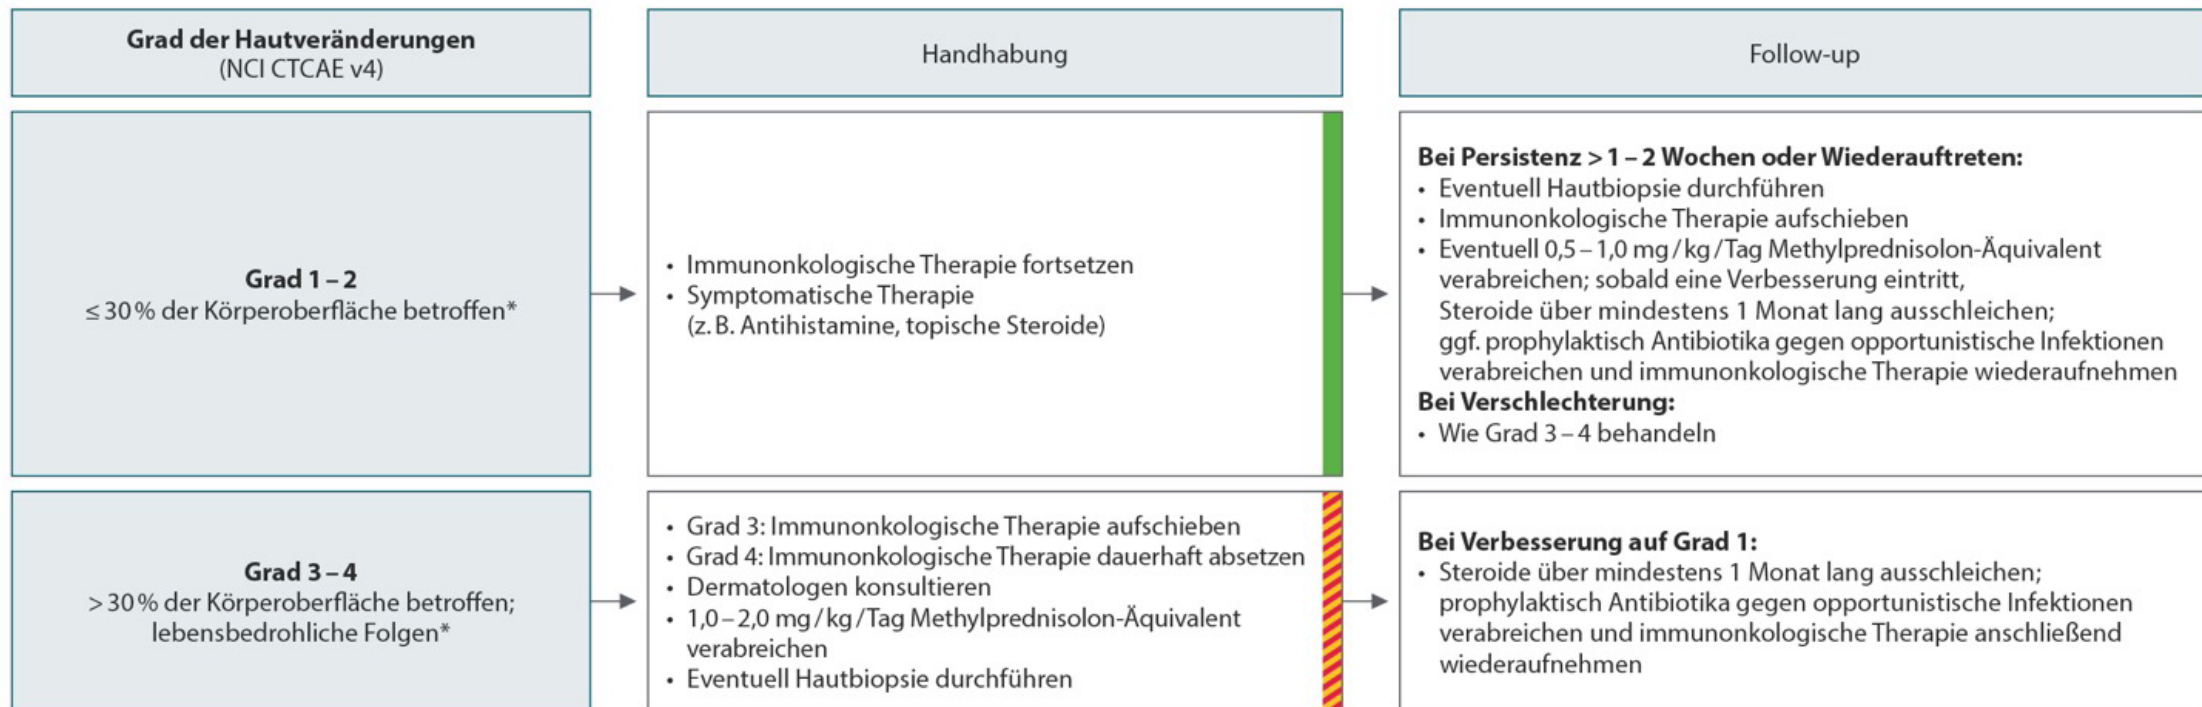 Grad der Hautveränderungen
(NCI CTCAE v4)
Handhabung
Follow-up
Grad 1 – 2
≤ 30 % der Körperoberfläche betroffen*
• Immunonkologische Therapie fortsetzen
• Symptomatische Therapie
(z. B. Antihistamine, topische Steroide)
Bei Persistenz > 1 – 2 Wochen oder Wiederauftreten:
• Eventuell Hautbiopsie durchführen
• Immunonkologische Therapie aufschieben
• Eventuell 0,5 – 1,0 mg / kg / Tag Methylprednisolon-Äquivalent
verabreichen; sobald eine Verbesserung eintritt,
Steroide über mindestens 1 Monat lang ausschleichen;
ggf. prophylaktisch Antibiotika gegen opportunistische Infektionen
verabreichen und immunonkologische Therapie wiederaufnehmen
Bei Verschlechterung:
• Wie Grad 3 – 4 behandeln
Grad 3 – 4
> 30 % der Körperoberfläche betroffen;
lebensbedrohliche Folgen*
• Grad 3: Immunonkologische Therapie aufschieben
• Grad 4: Immunonkologische Therapie dauerhaft absetzen
• Dermatologen konsultieren
• 1,0 – 2,0 mg / kg / Tag Methylprednisolon-Äquivalent
verabreichen
• Eventuell Hautbiopsie durchführen
Bei Verbesserung auf Grad 1:
• Steroide über mindestens 1 Monat lang ausschleichen;
prophylaktisch Antibiotika gegen opportunistische Infektionen
verabreichen und immunonkologische Therapie anschließend
wiederaufnehmen